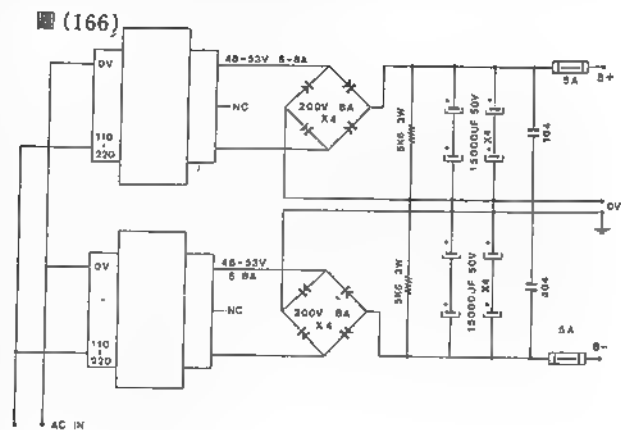 圖(166)
0V
110
220
48-53V 6-8A
NC
200V 8A
X4
5K6 2W
15000UF 50V
X4
104
5A
B+
0V
0V
110
220
48-53V
6 8A
NC
200V 8A
X4
5K6 2W
15000UF 50V
X4
104
5A
B-
AC IN